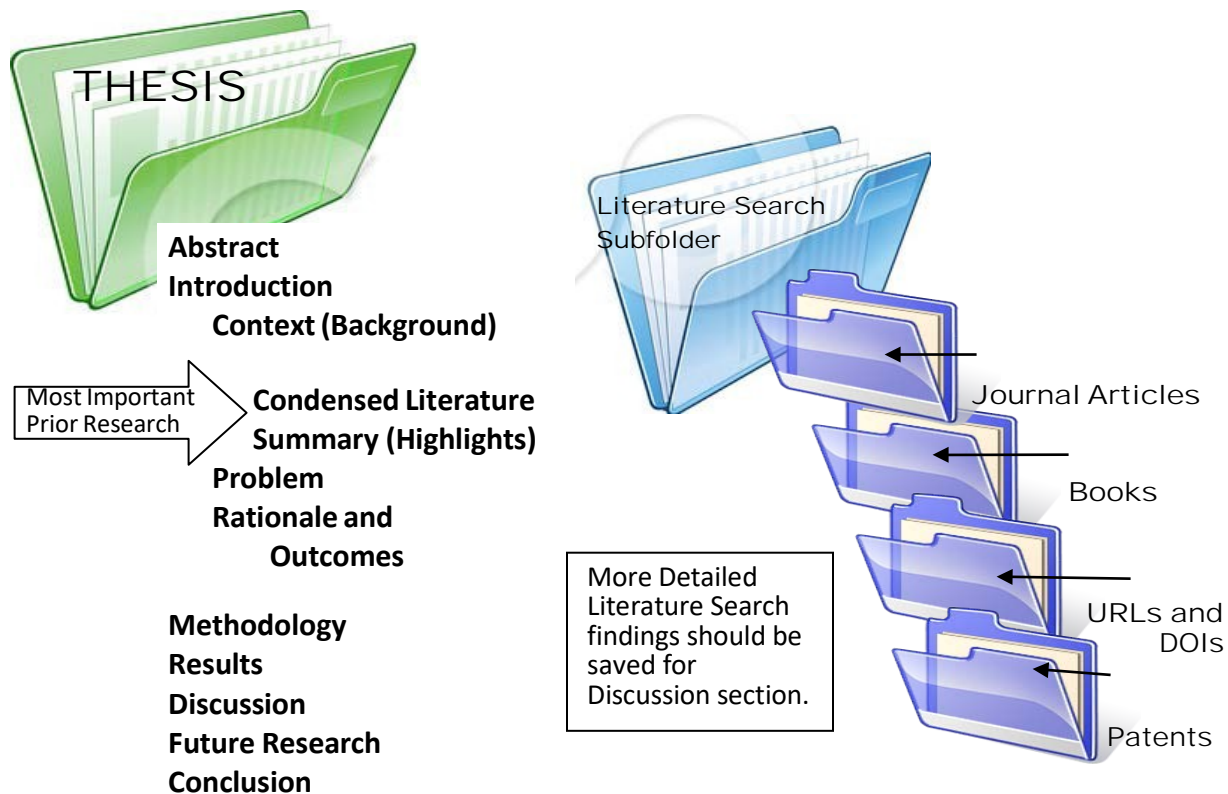 THESIS
Abstract
Introduction
Context (Background)
Most Important
Prior Research
Condensed Literature
Summary (Highlights)
Problem
Rationale and
Outcomes
Methodology
Results
Discussion
Future Research
Conclusion
Literature Search
Subfolder
Journal Articles
Books
URLs and
DOIs
Patents
More Detailed
Literature Search
findings should be
saved for
Discussion section.